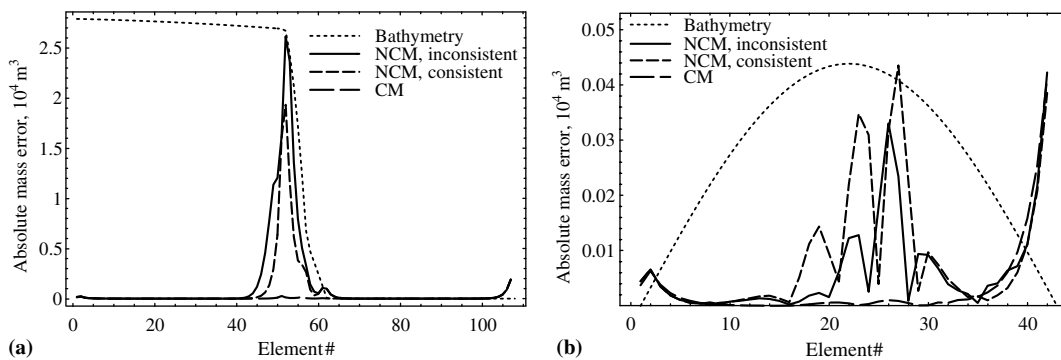 Absolute mass error, 10⁴ m³
2.5
2
1.5
1
0.5
0
Bathymetry
NCM, inconsistent
NCM, consistent
CM
0 20 40 60 80 100
(a)
Element#
Absolute mass error, 10⁴ m³
0.05
0.04
0.03
0.01
0.01
Bathymetry
NCM, inconsistent
NCM, consistent
CM
0 10 20 30 40
(b)
Element#